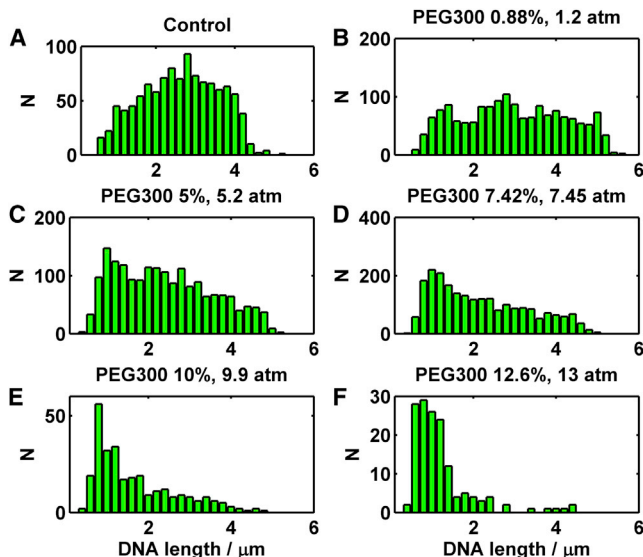 A
Control
100
50
0
N
2
4
6
B
PEG300 0.88%, 1.2 atm
200
100
0
N
2
4
6
C
PEG300 5%, 5.2 atm
200
100
0
N
2
4
6
D
PEG300 7.42%, 7.45 atm
400
200
0
N
2
4
6
E
PEG300 10%, 9.9 atm
50
0
N
2
4
6
DNA length / μm
F
PEG300 12.6%, 13 atm
30
20
10
0
N
2
4
6
DNA length / μm